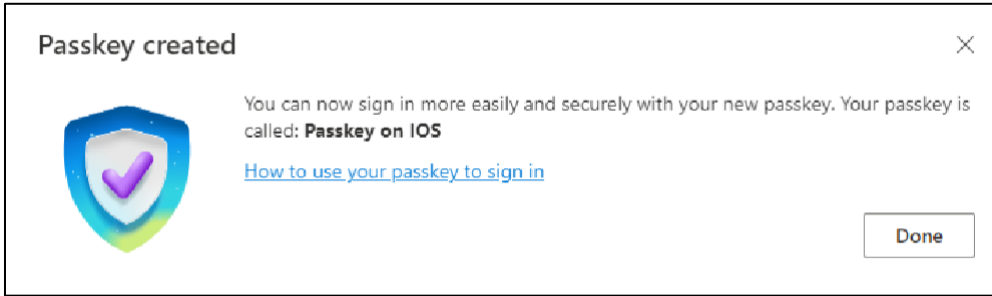 Passkey created
You can now sign in more easily and securely with your new passkey. Your passkey is
called: Passkey on IOS
How to use your passkey to sign in
Done